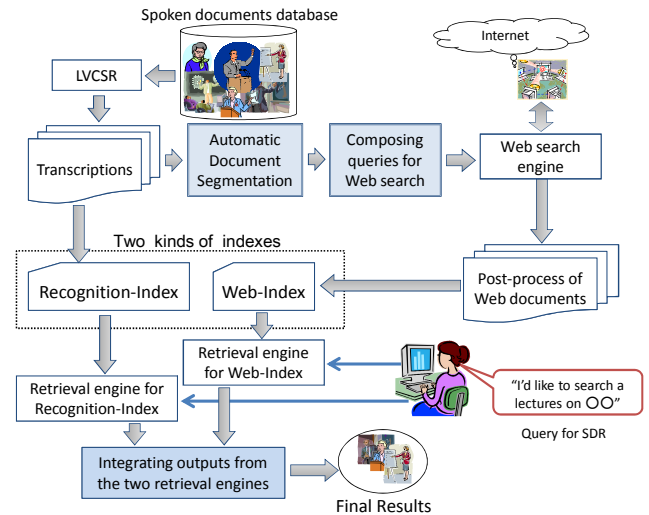 Spoken documents database
Internet
LVCSR
Transcriptions
Automatic
Document
Segmentation
Composing
queries for
Web search
Web search
engine
Two kinds of indexes
Recognition-Index
Web-Index
Post-process of
Web documents
Retrieval engine
for Web-Index
Retrieval engine for
Recognition-Index
“I’d like to search a
lectures on ○○”
Query for SDR
Integrating outputs from
the two retrieval engines
Final Results